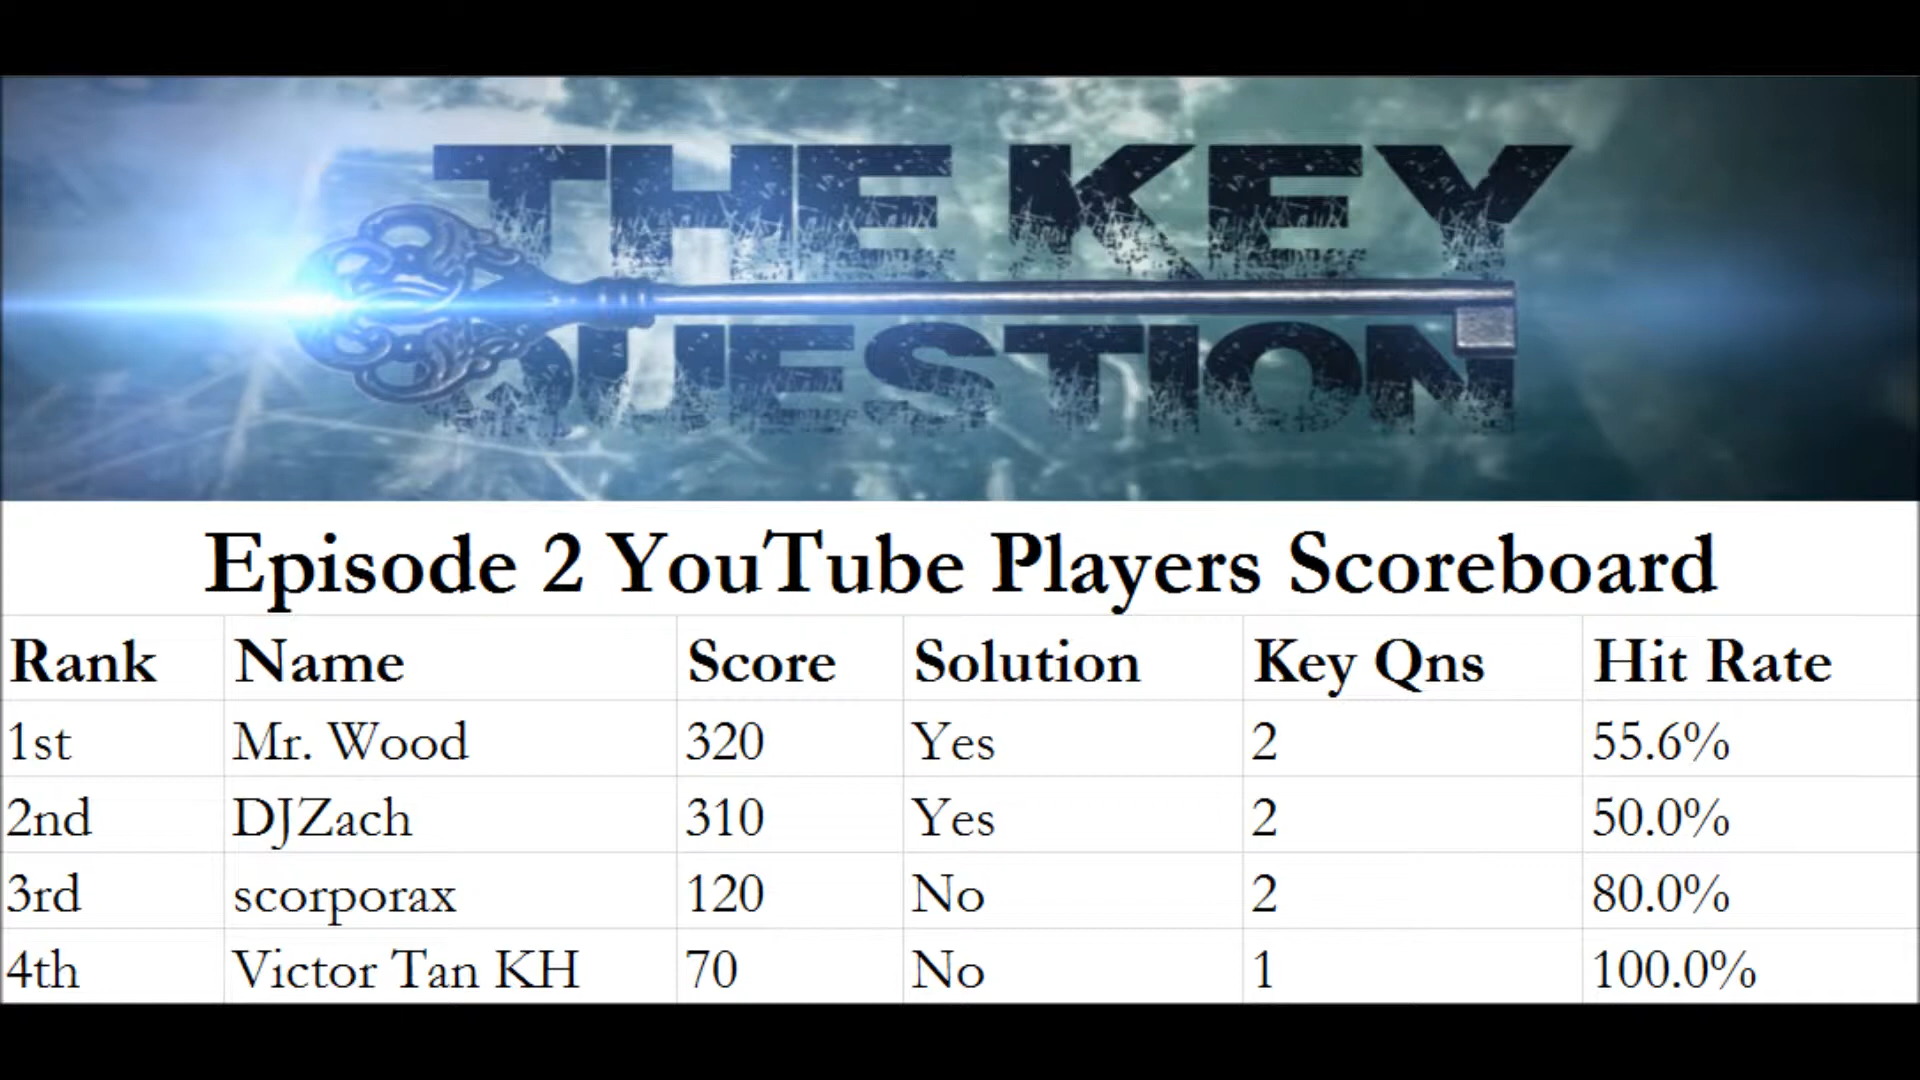 THE KEY
QUESTION
Episode 2 YouTube Players Scoreboard
Rank Name Score Solution Key Qns Hit Rate
1st Mr. Wood 320 Yes 2 55.6%
2nd DJZach 310 Yes 2 50.0%
3rd scorporax 120 No 2 80.0%
4th Victor Tan KH 70 No 1 100.0%